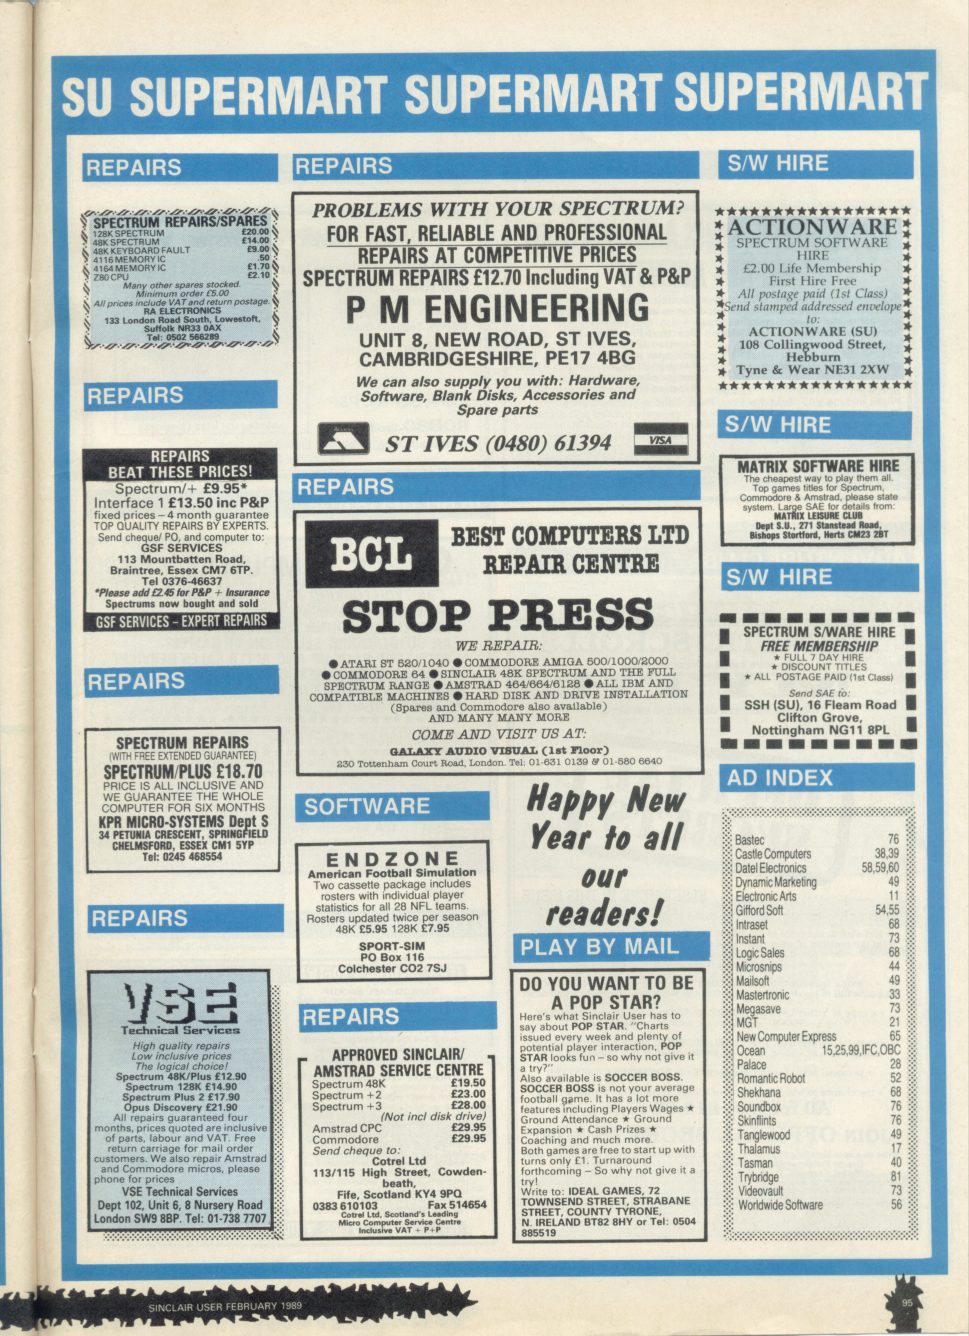 SU SUPERMART SUPERMART SUPERMART
REPAIRS
SPECTRUM REPAIRS/SPARES
128K SPECTRUM £20.00
48K SPECTRUM £14.00
48K KEYBOARD FAULT £9.00
4116 MEMORY IC .50
4164 MEMORY IC £1.70
Z80 CPU £2.10
Many other spares stocked.
Minimum order £5.00
All prices include VAT and return postage.
RA ELECTRONICS
133 London Road South, Lowestoft,
Suffolk NR33 0AX
Tel: 0502 566289
REPAIRS
REPAIRS
BEAT THESE PRICES!
Spectrum/+ £9.95*
Interface 1 £13.50 inc P&P
fixed prices – 4 month guarantee
TOP QUALITY REPAIRS BY EXPERTS.
Send cheque/ PO, and computer to:
GSF SERVICES
113 Mountbatten Road,
Braintree, Essex CM7 6TP.
Tel 0376-46637
*Please add £2.45 for P&P + Insurance
Spectrums now bought and sold
GSF SERVICES – EXPERT REPAIRS
REPAIRS
SPECTRUM REPAIRS
(WITH FREE EXTENDED GUARANTEE)
SPECTRUM/PLUS £18.70
PRICE IS ALL INCLUSIVE AND
WE GUARANTEE THE WHOLE
COMPUTER FOR SIX MONTHS
KPR MICRO-SYSTEMS Dept S
34 PETUNIA CRESCENT, SPRINGFIELD
CHELMSFORD, ESSEX CM1 5YP
Tel: 0245 468554
REPAIRS
VSE
Technical Services
High quality repairs
Low inclusive prices
The logical choice!
Spectrum 48K/Plus £12.90
Spectrum 128K £14.90
Spectrum Plus 2 £17.90
Opus Discovery £21.90
All repairs guaranteed four
months, prices quoted are inclusive
of parts, labour and VAT. Free
return carriage for mail order
customers. We also repair Amstrad
and Commodore micros, please
phone for prices
VSE Technical Services
Dept 102, Unit 6, 8 Nursery Road
London SW9 8BP. Tel: 01-738 7707
REPAIRS
PROBLEMS WITH YOUR SPECTRUM?
FOR FAST, RELIABLE AND PROFESSIONAL
REPAIRS AT COMPETITIVE PRICES
SPECTRUM REPAIRS £12.70 Including VAT & P&P
P M ENGINEERING
UNIT 8, NEW ROAD, ST IVES,
CAMBRIDGESHIRE, PE17 4BG
We can also supply you with: Hardware,
Software, Blank Disks, Accessories and
Spare parts
ST IVES (0480) 61394
VISA
REPAIRS
BCL
BEST COMPUTERS LTD
REPAIR CENTRE
STOP PRESS
WE REPAIR:
● ATARI ST 520/1040 ● COMMODORE AMIGA 500/1000/2000
● COMMODORE 64 ● SINCLAIR 48K SPECTRUM AND THE FULL
SPECTRUM RANGE ● AMSTRAD 464/664/6128 ● ALL IBM AND
COMPATIBLE MACHINES ● HARD DISK AND DRIVE INSTALLATION
(Spares and Commodore also available)
AND MANY MANY MORE
COME AND VISIT US AT:
GALAXY AUDIO VISUAL (1st Floor)
230 Tottenham Court Road, London. Tel: 01-631 0139 & 01-580 6640
SOFTWARE
ENDZONE
American Football Simulation
Two cassette package includes
rosters with individual player
statistics for all 28 NFL teams.
Rosters updated twice per season
48K £5.95 128K £7.95
SPORT-SIM
PO Box 116
Colchester CO2 7SJ
REPAIRS
APPROVED SINCLAIR/
AMSTRAD SERVICE CENTRE
Spectrum 48K £19.50
Spectrum +2 £23.00
Spectrum +3 £28.00
(Not incl disk drive)
Amstrad CPC £29.95
Commodore £29.95
Send cheque to:
Cotrel Ltd
113/115 High Street, Cowden-
beath,
Fife, Scotland KY4 9PQ
0383 610103 Fax 514654
Cotrel Ltd, Scotland's Leading
Micro Computer Service Centre
Inclusive VAT + P+P
Happy New
Year to all
our
readers!
PLAY BY MAIL
DO YOU WANT TO BE
A POP STAR?
Here's what Sinclair User has to
say about POP STAR. "Charts
issued every week and plenty of
potential player interaction, POP
STAR looks fun – so why not give it
a try?"
Also available is SOCCER BOSS.
SOCCER BOSS is not your average
football game. It has a lot more
features including Players Wages ★
Ground Attendance ★ Ground
Expansion ★ Cash Prizes ★
Coaching and much more.
Both games are free to start up with
turns only £1. Turnaround
forthcoming – So why not give it a
try!
Write to: IDEAL GAMES, 72
TOWNSEND STREET, STRABANE
STREET, COUNTY TYRONE,
N. IRELAND BT82 8HY or Tel: 0504
885519
S/W HIRE
ACTIONWARE
SPECTRUM SOFTWARE
HIRE
£2.00 Life Membership
First Hire Free
All postage paid (1st Class)
Send stamped addressed envelope
to:
ACTIONWARE (SU)
108 Collingwood Street,
Hebburn
Tyne & Wear NE31 2XW
S/W HIRE
MATRIX SOFTWARE HIRE
The cheapest way to play them all.
Top games titles for Spectrum,
Commodore & Amstrad, please state
system. Large SAE for details from:
MATRIX LEISURE CLUB
Dept S.U., 271 Stanstead Road,
Bishops Stortford, Herts CM23 2BT
S/W HIRE
SPECTRUM S/WARE HIRE
FREE MEMBERSHIP
★ FULL 7 DAY HIRE
★ DISCOUNT TITLES
★ ALL POSTAGE PAID (1st Class)
Send SAE to:
SSH (SU), 16 Fleam Road
Clifton Grove,
Nottingham NG11 8PL
AD INDEX
Bastec 76
Castle Computers 38,39
Datel Electronics 58,59,60
Dynamic Marketing 49
Electronic Arts 11
Gifford Soft 54,55
Intraset 68
Instant 73
Logic Sales 68
Microsnips 44
Mailsoft 49
Mastertronic 33
Megasave 73
MGT 21
New Computer Express 65
Ocean 15,25,99,IFC,OBC
Palace 28
Romantic Robot 52
Shekhana 68
Soundbox 76
Skinflints 76
Tanglewood 49
Thalamus 17
Tasman 40
Trybridge 81
Videovault 73
Worldwide Software 56
SINCLAIR USER FEBRUARY 1989
95